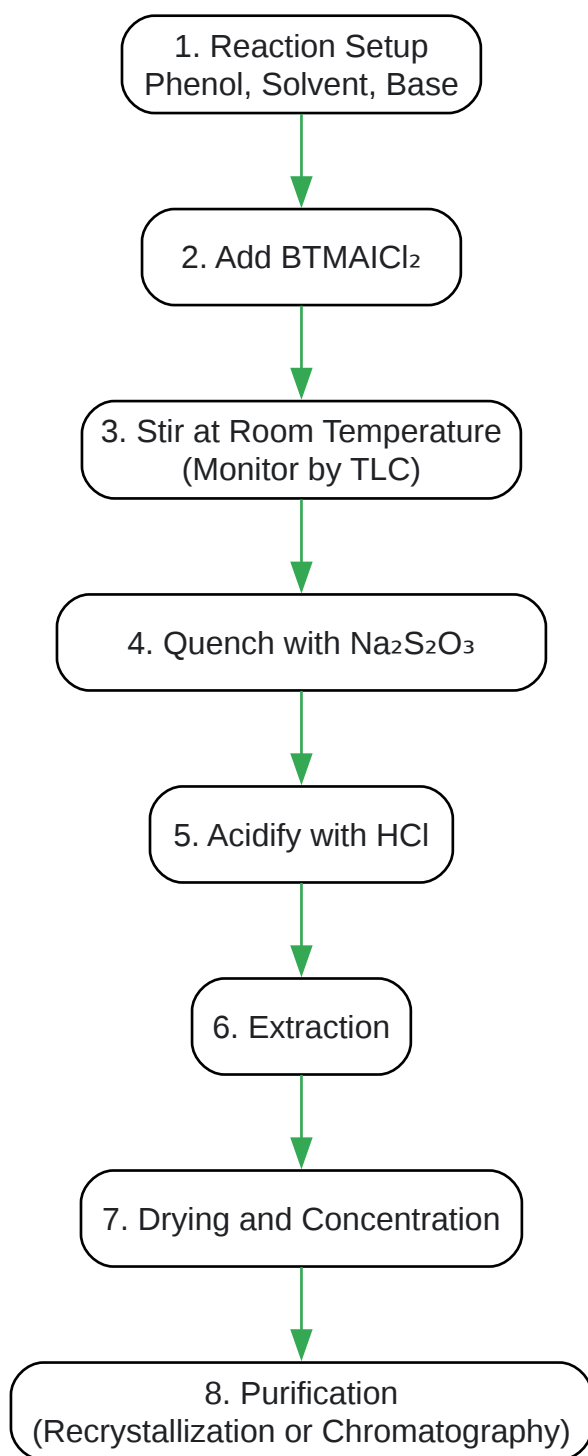 1. Reaction Setup
Phenol, Solvent, Base
2. Add BTMAICl₂
3. Stir at Room Temperature
(Monitor by TLC)
4. Quench with Na₂S₂O₃
5. Acidify with HCl
6. Extraction
7. Drying and Concentration
8. Purification
(Recrystallization or Chromatography)